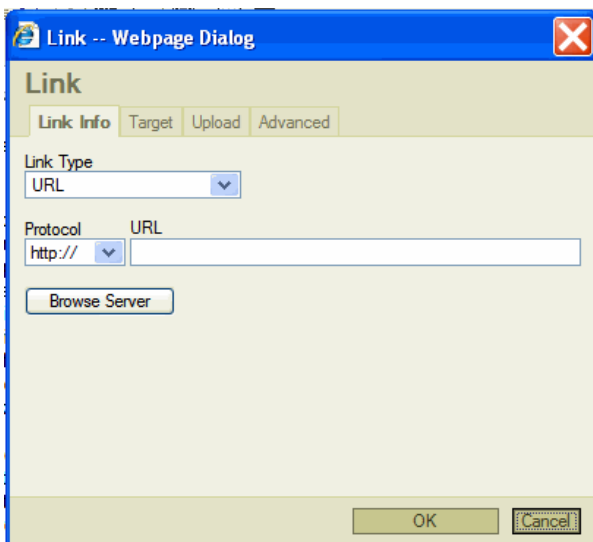 Link -- Webpage Dialog
Link
Link Info Target Upload Advanced
Link Type
URL
Protocol URL
http://
Browse Server
OK Cancel